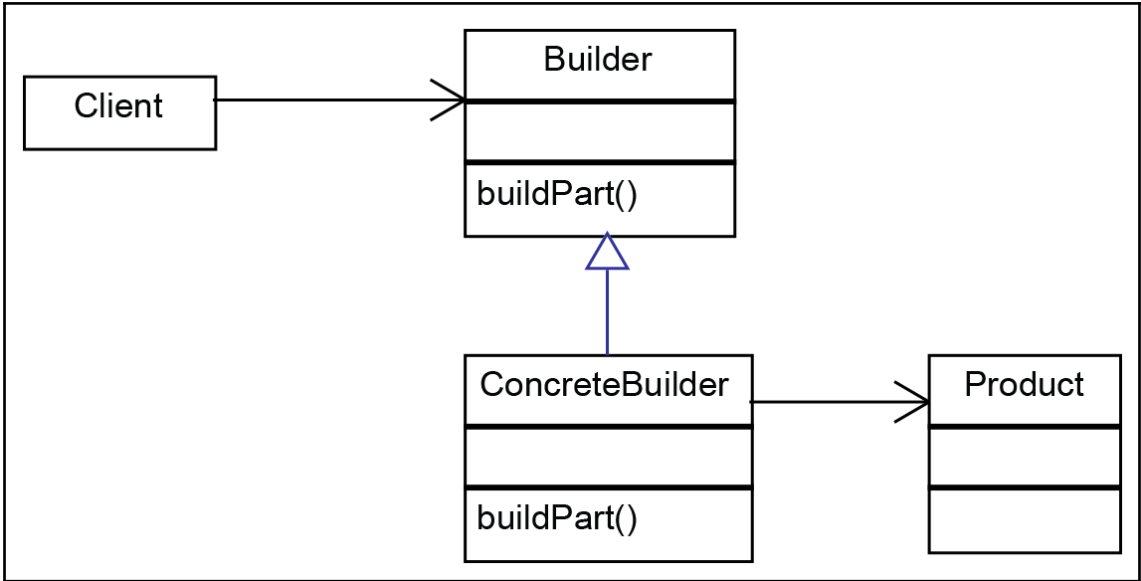 Client
Builder
buildPart()
ConcreteBuilder
buildPart()
Product